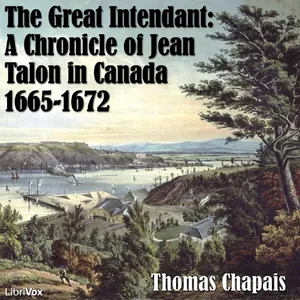 The Great Intendant:
A Chronicle of Jean
Talon in Canada
1665-1672
Thomas Chapais
LibriVox